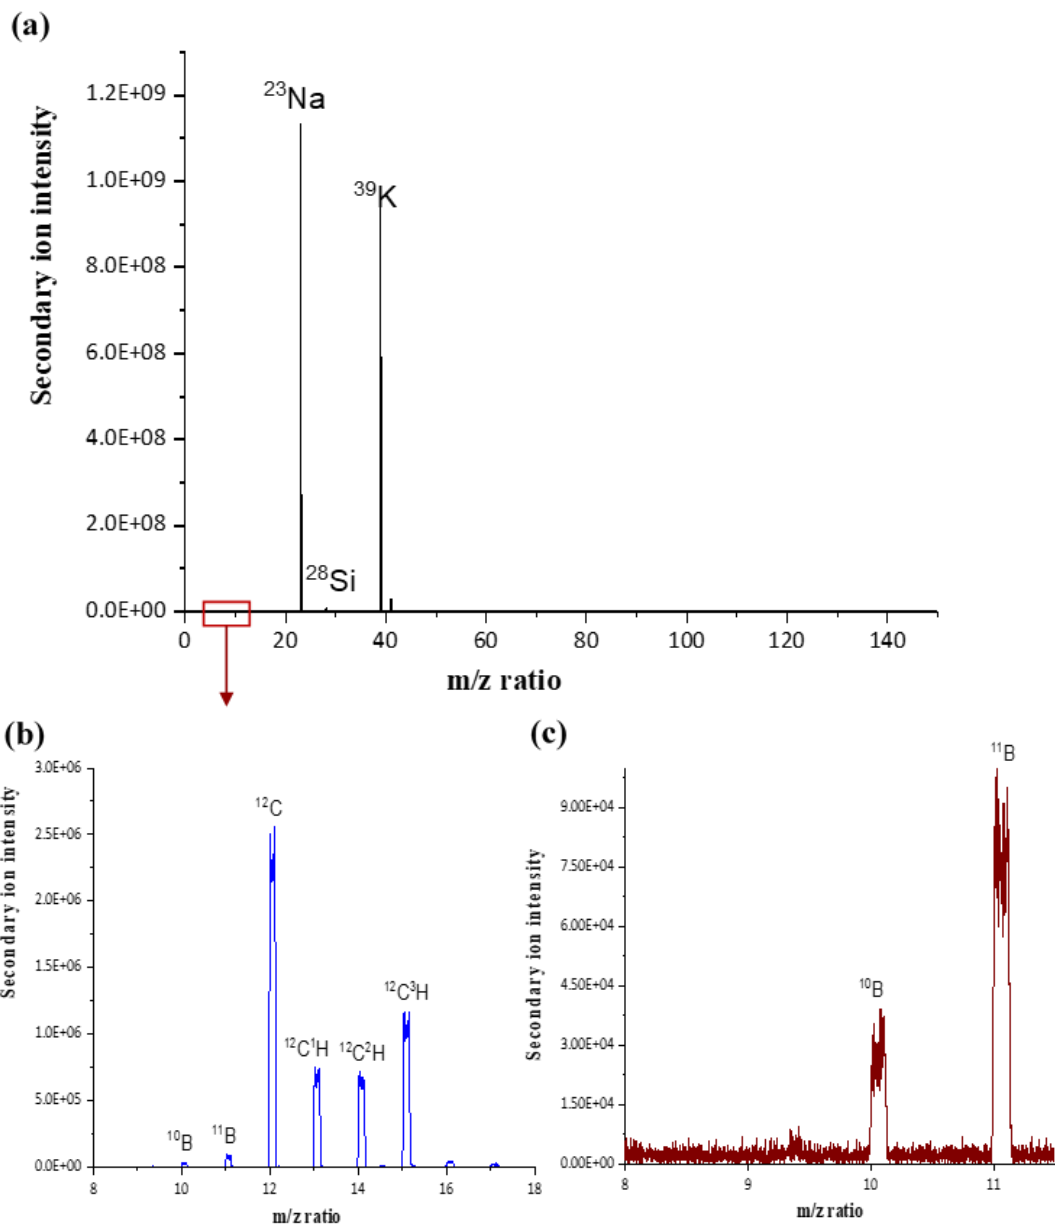 (a)
Secondary ion intensity
1.2E+09
1.0E+09
8.0E+08
6.0E+08
4.0E+08
2.0E+08
0.0E+00
²³Na
³⁹K
²⁸Si
0 20 40 60 80 100 120 140
m/z ratio
(b)
Secondary ion intensity
3.0E+06
2.5E+06
2.0E+06
1.5E+06
1.0E+06
5.0E+05
0.0E+00
¹⁰B
¹¹B
¹²C
¹²C¹H
¹²C²H
¹²C³H
8 10 12 14 16 18
m/z ratio
(c)
Secondary ion intensity
9.00E+04
7.50E+04
6.00E+04
4.50E+04
3.00E+04
1.50E+04
0.00E+00
¹⁰B
¹¹B
8 9 10 11
m/z ratio